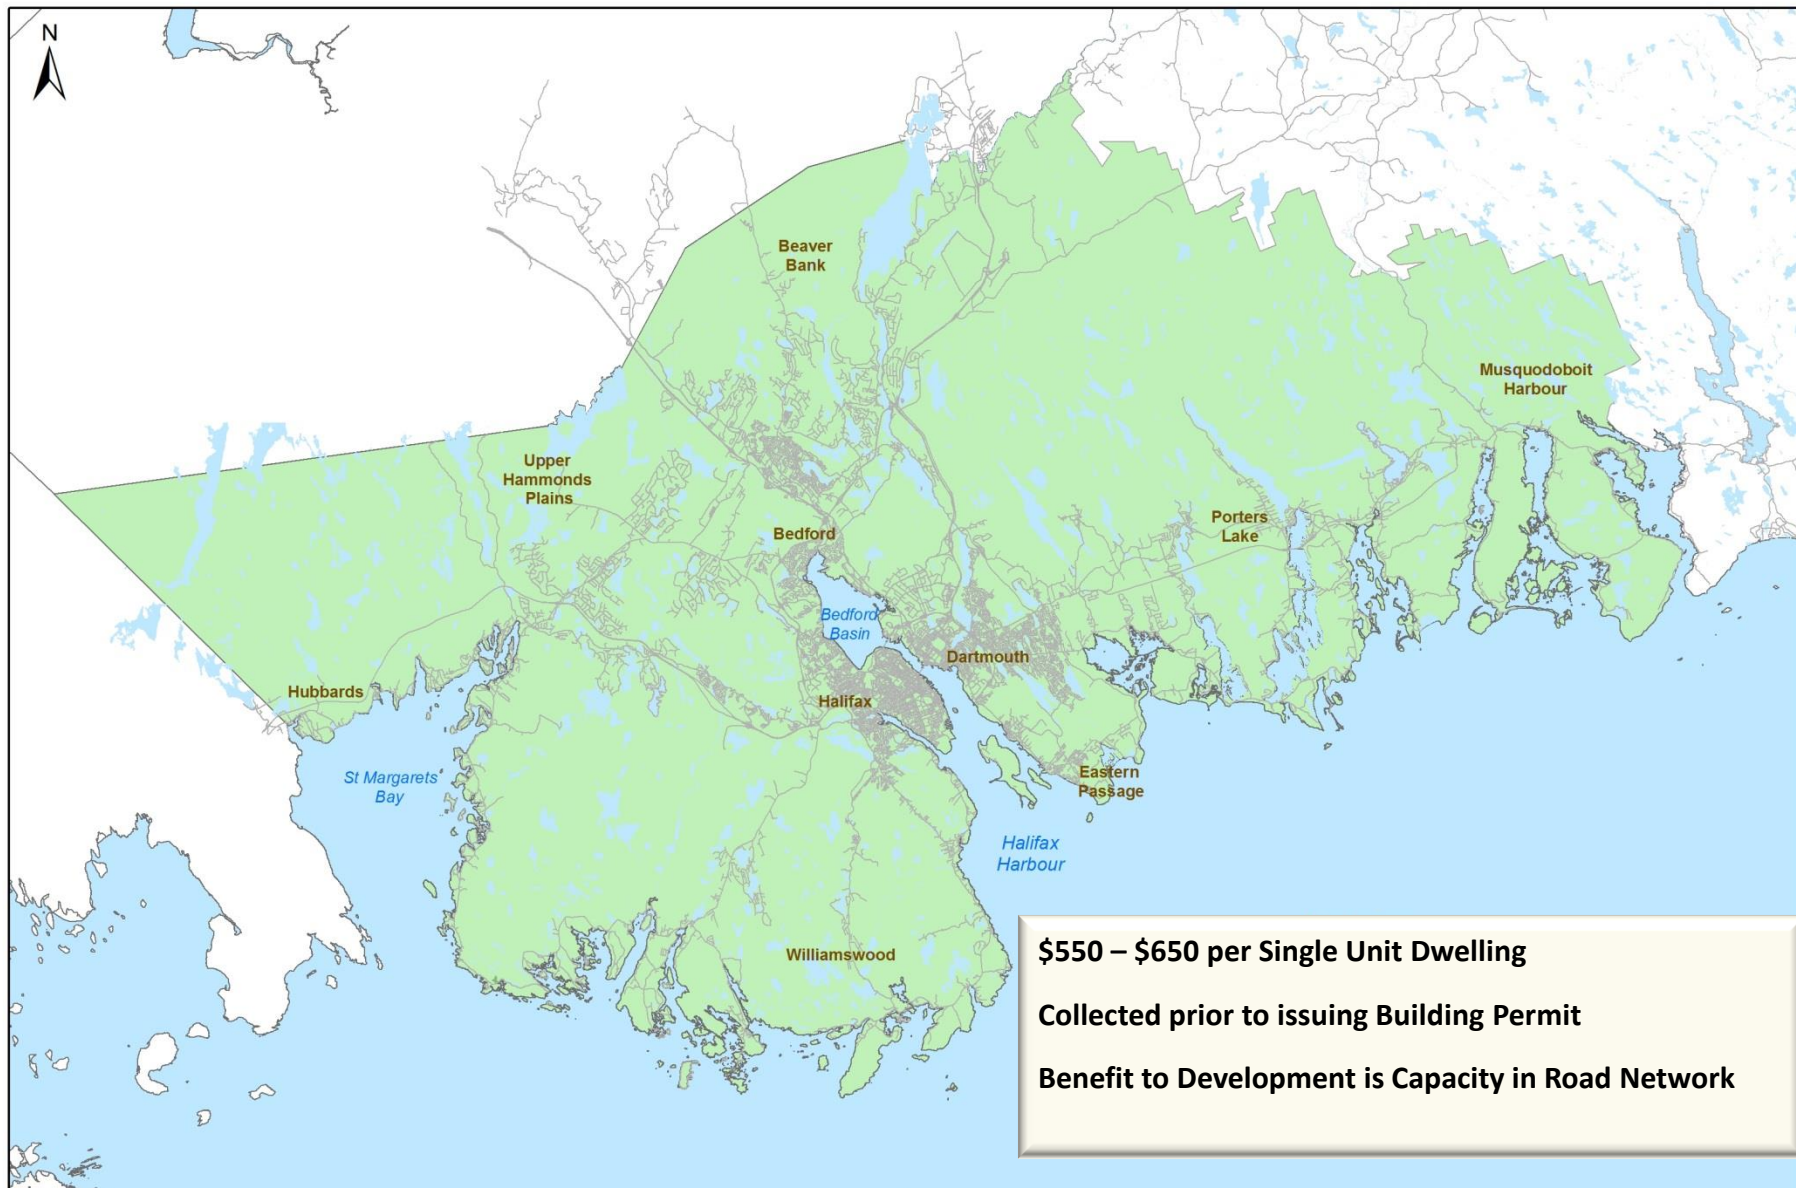 N
Beaver
Bank
Musquodoboit
Harbour
Upper
Hammonds
Plains
Porters
Lake
Bedford
Bedford
Basin
Dartmouth
Hubbards
Halifax
St Margarets
Bay
Eastern
Passage
Halifax
Harbour
Williamswood
$550 – $650 per Single Unit Dwelling
Collected prior to issuing Building Permit
Benefit to Development is Capacity in Road Network